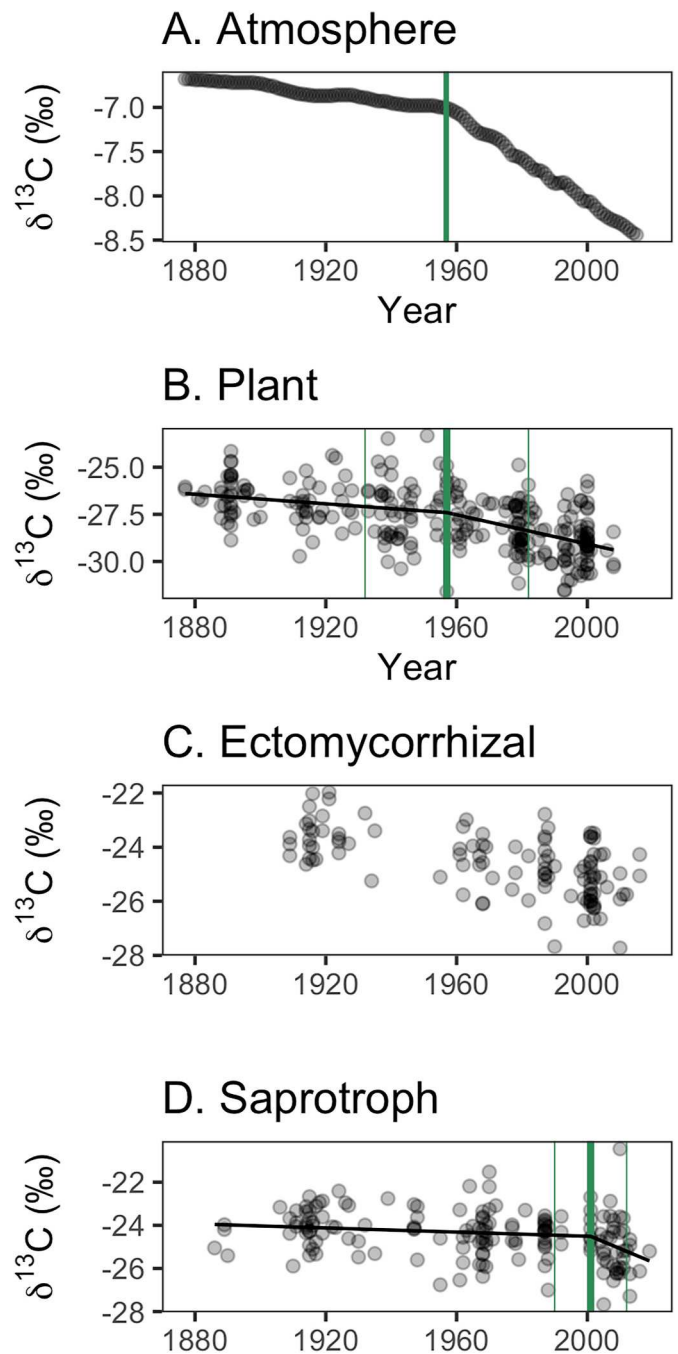 A. Atmosphere
δ13C (‰)
-7.0
-7.5
-8.0
-8.5
1880 1920 1960 2000
Year
B. Plant
δ13C (‰)
-25.0
-27.5
-30.0
1880 1920 1960 2000
Year
C. Ectomycorrhizal
δ13C (‰)
-22
-24
-26
-28
1880 1920 1960 2000
D. Saprotroph
δ13C (‰)
-22
-24
-26
-28
1880 1920 1960 2000